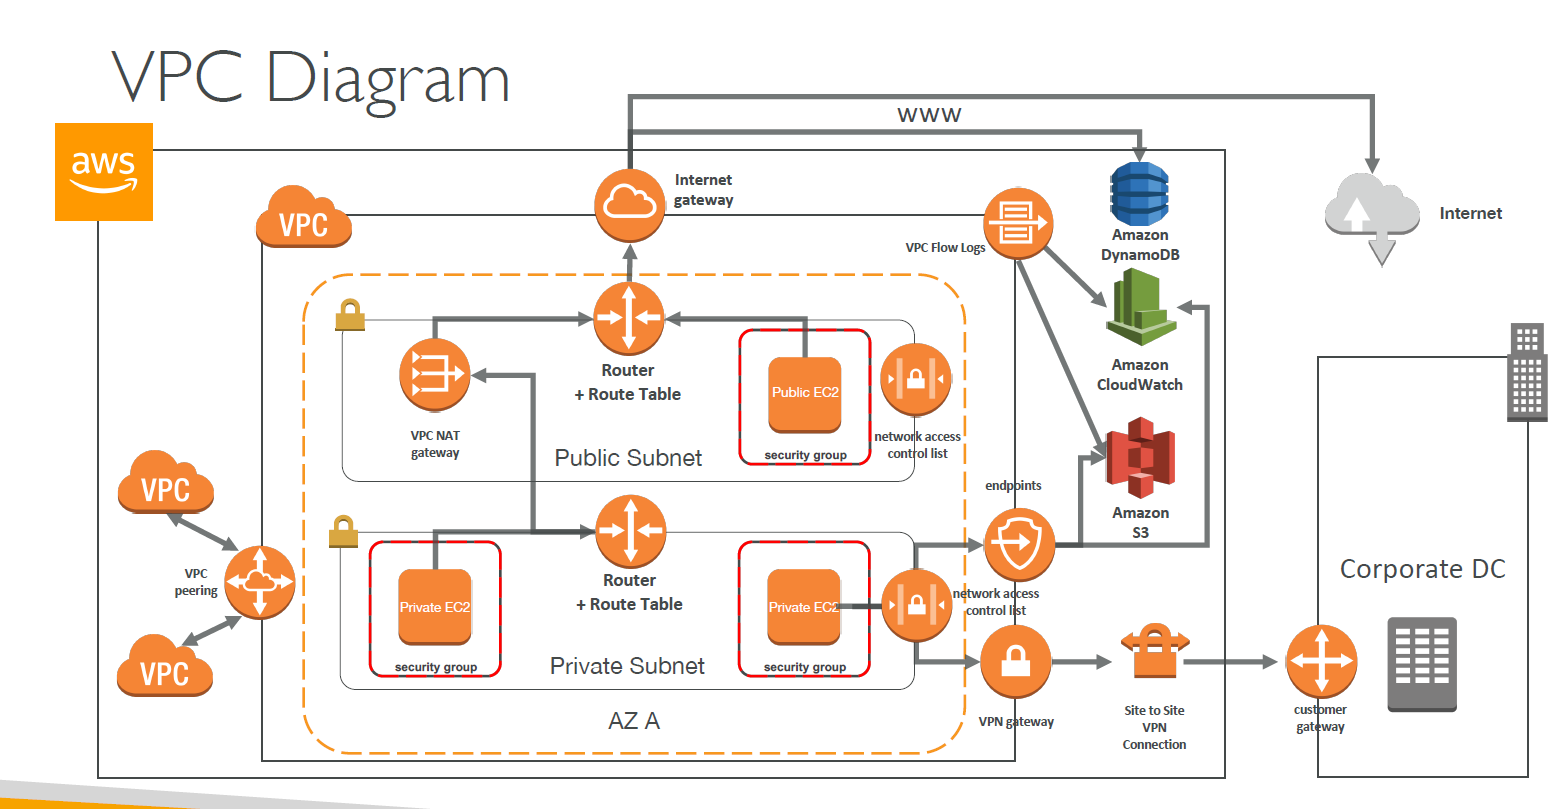 VPC Diagram
www
aws
Internet
gateway
VPC
VPC Flow Logs
Amazon
DynamoDB
Internet
Amazon
CloudWatch
Router
+ Route Table
Public EC2
security group
network access
control list
VPC NAT
gateway
Public Subnet
VPC
endpoints
Amazon
S3
Corporate DC
VPC
peering
Router
+ Route Table
Private EC2
security group
Private EC2
security group
network access
control list
Private Subnet
VPC
AZ A
VPN gateway
Site to Site
VPN
Connection
customer
gateway